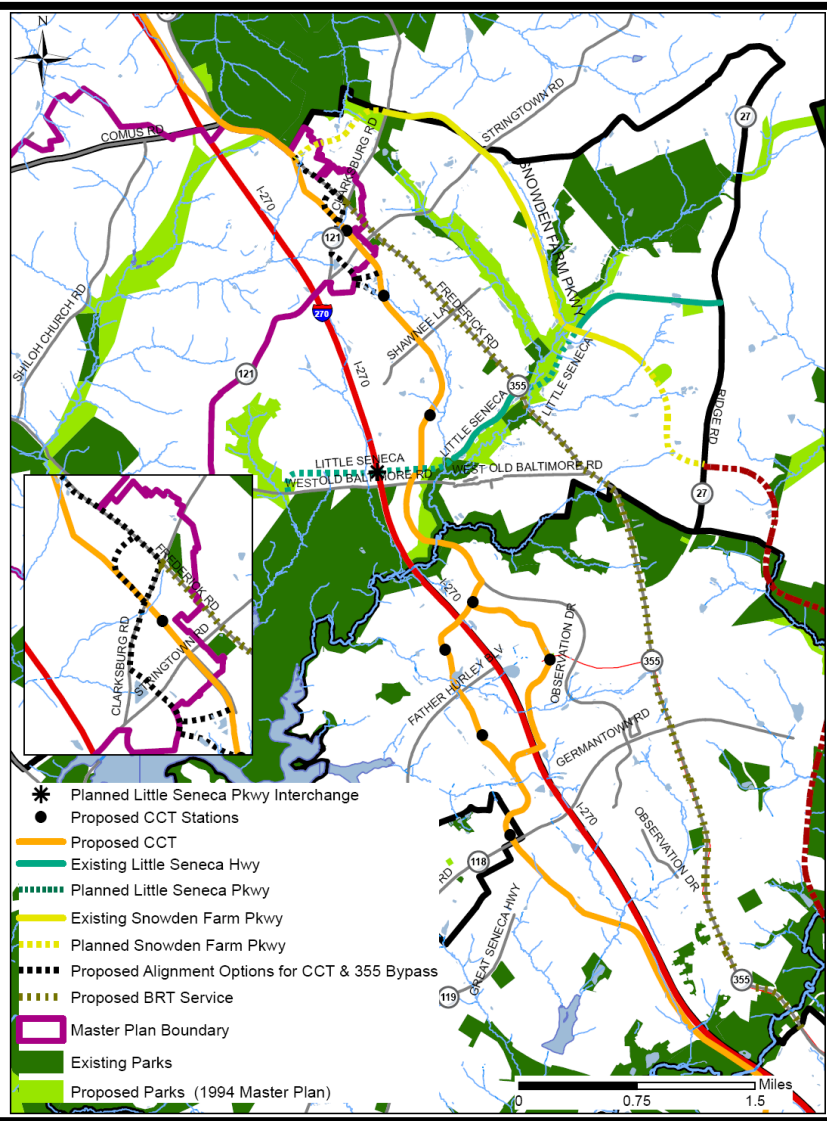 N
COMUS RD
STRINGTOWN RD
27
CLARKSBURG RD
SNOWDEN FARM PKWY
I-270
121
SHILOH CHURCH RD
270
FREDERICK RD
SHAWNEE LA
I-270
121
355
LITTLE SENECA
LITTLE SENECA
RIDGE RD
LITTLE SENECA
WEST OLD BALTIMORE RD
WESTOLD BALTIMORE RD
27
FREDERICK RD
CLARKSBURG RD
STRINGTOWN RD
I-270
OBSERVATION DR
355
FATHER HURLEY BLV
GERMANTOWN RD
I-270
OBSERVATION DR
118
RD
GREAT SENECA HWY
119
355
Planned Little Seneca Pkwy Interchange
Proposed CCT Stations
Proposed CCT
Existing Little Seneca Hwy
Planned Little Seneca Pkwy
Existing Snowden Farm Pkwy
Planned Snowden Farm Pkwy
Proposed Alignment Options for CCT & 355 Bypass
Proposed BRT Service
Master Plan Boundary
Existing Parks
Proposed Parks (1994 Master Plan)
Miles
0 0.75 1.5